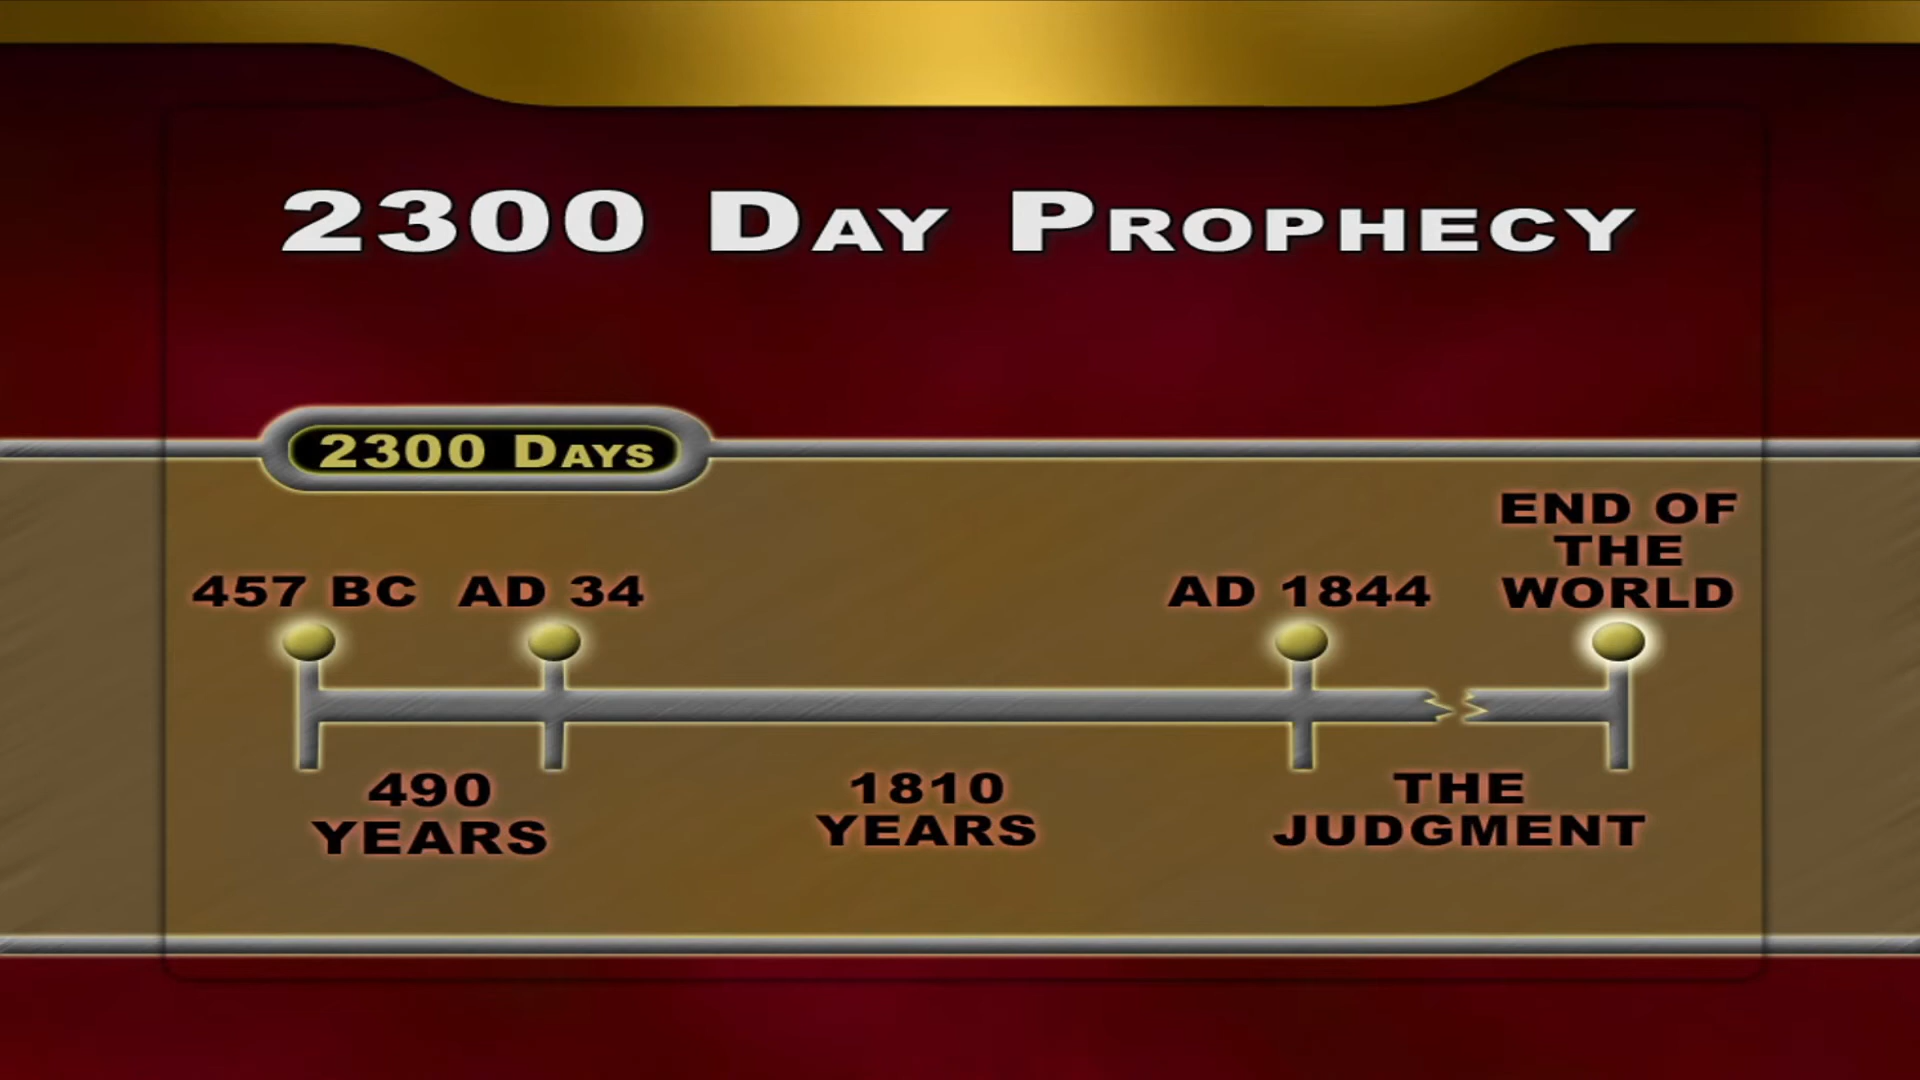 2300 Day Prophecy
2300 Days
457 BC
AD 34
AD 1844
END OF
THE
WORLD
490
YEARS
1810
YEARS
THE
JUDGMENT